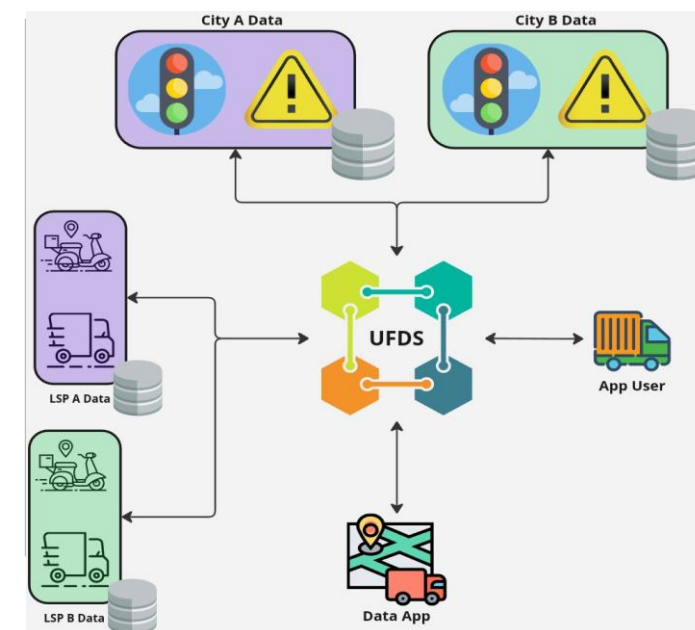 City A Data
City B Data
UFDS
App User
LSP A Data
LSP B Data
Data App